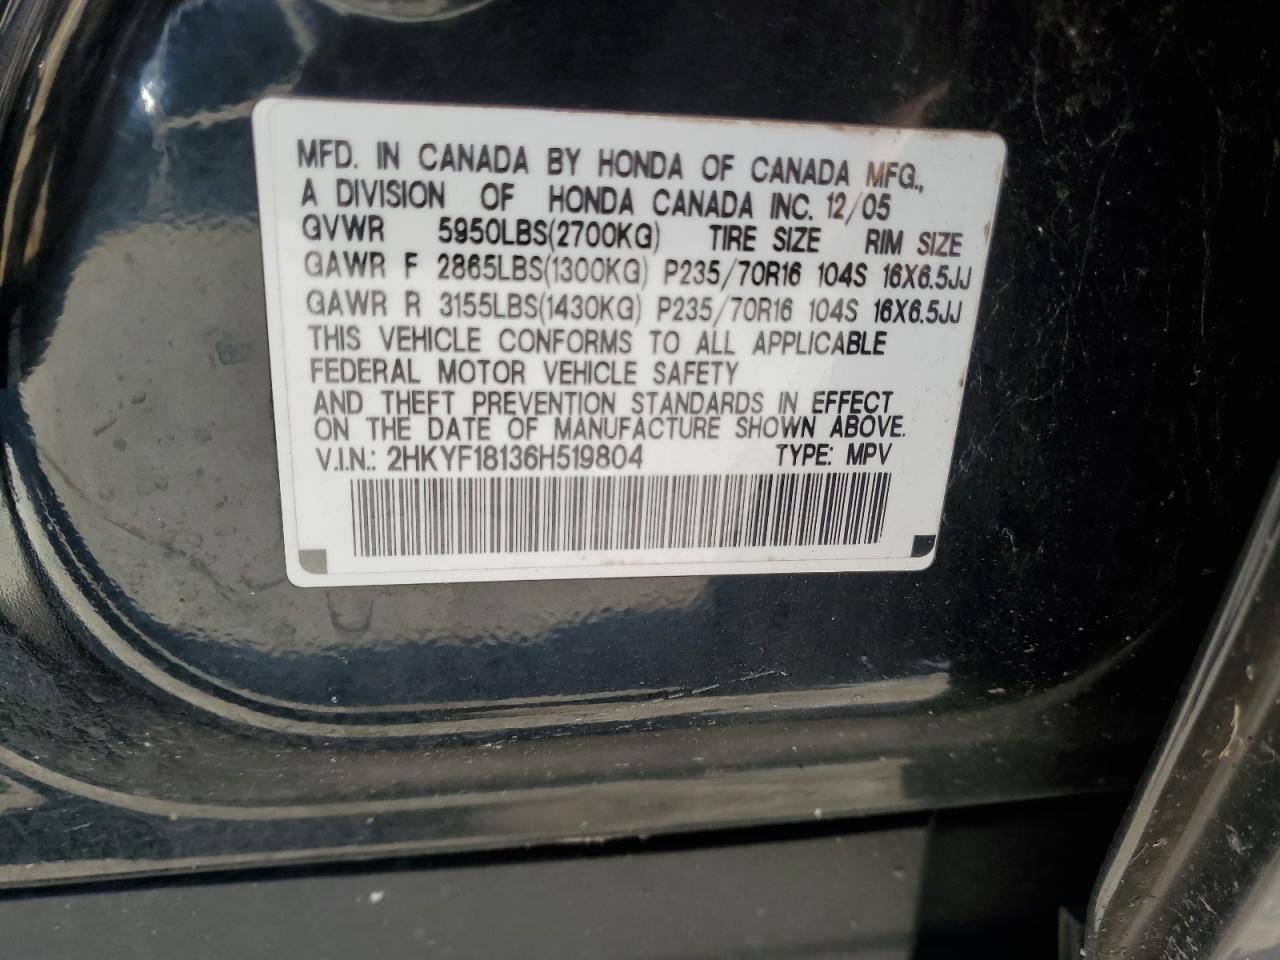 MFD. IN CANADA BY HONDA OF CANADA MFG.,
A DIVISION OF HONDA CANADA INC. 12/05
GVWR 5950LBS(2700KG) TIRE SIZE RIM SIZE
GAWR F 2865LBS(1300KG) P235/70R16 104S 16X6.5JJ
GAWR R 3155LBS(1430KG) P235/70R16 104S 16X6.5JJ
THIS VEHICLE CONFORMS TO ALL APPLICABLE
FEDERAL MOTOR VEHICLE SAFETY
AND THEFT PREVENTION STANDARDS IN EFFECT
ON THE DATE OF MANUFACTURE SHOWN ABOVE.
V.I.N.: 2HKYF18136H519804 TYPE: MPV